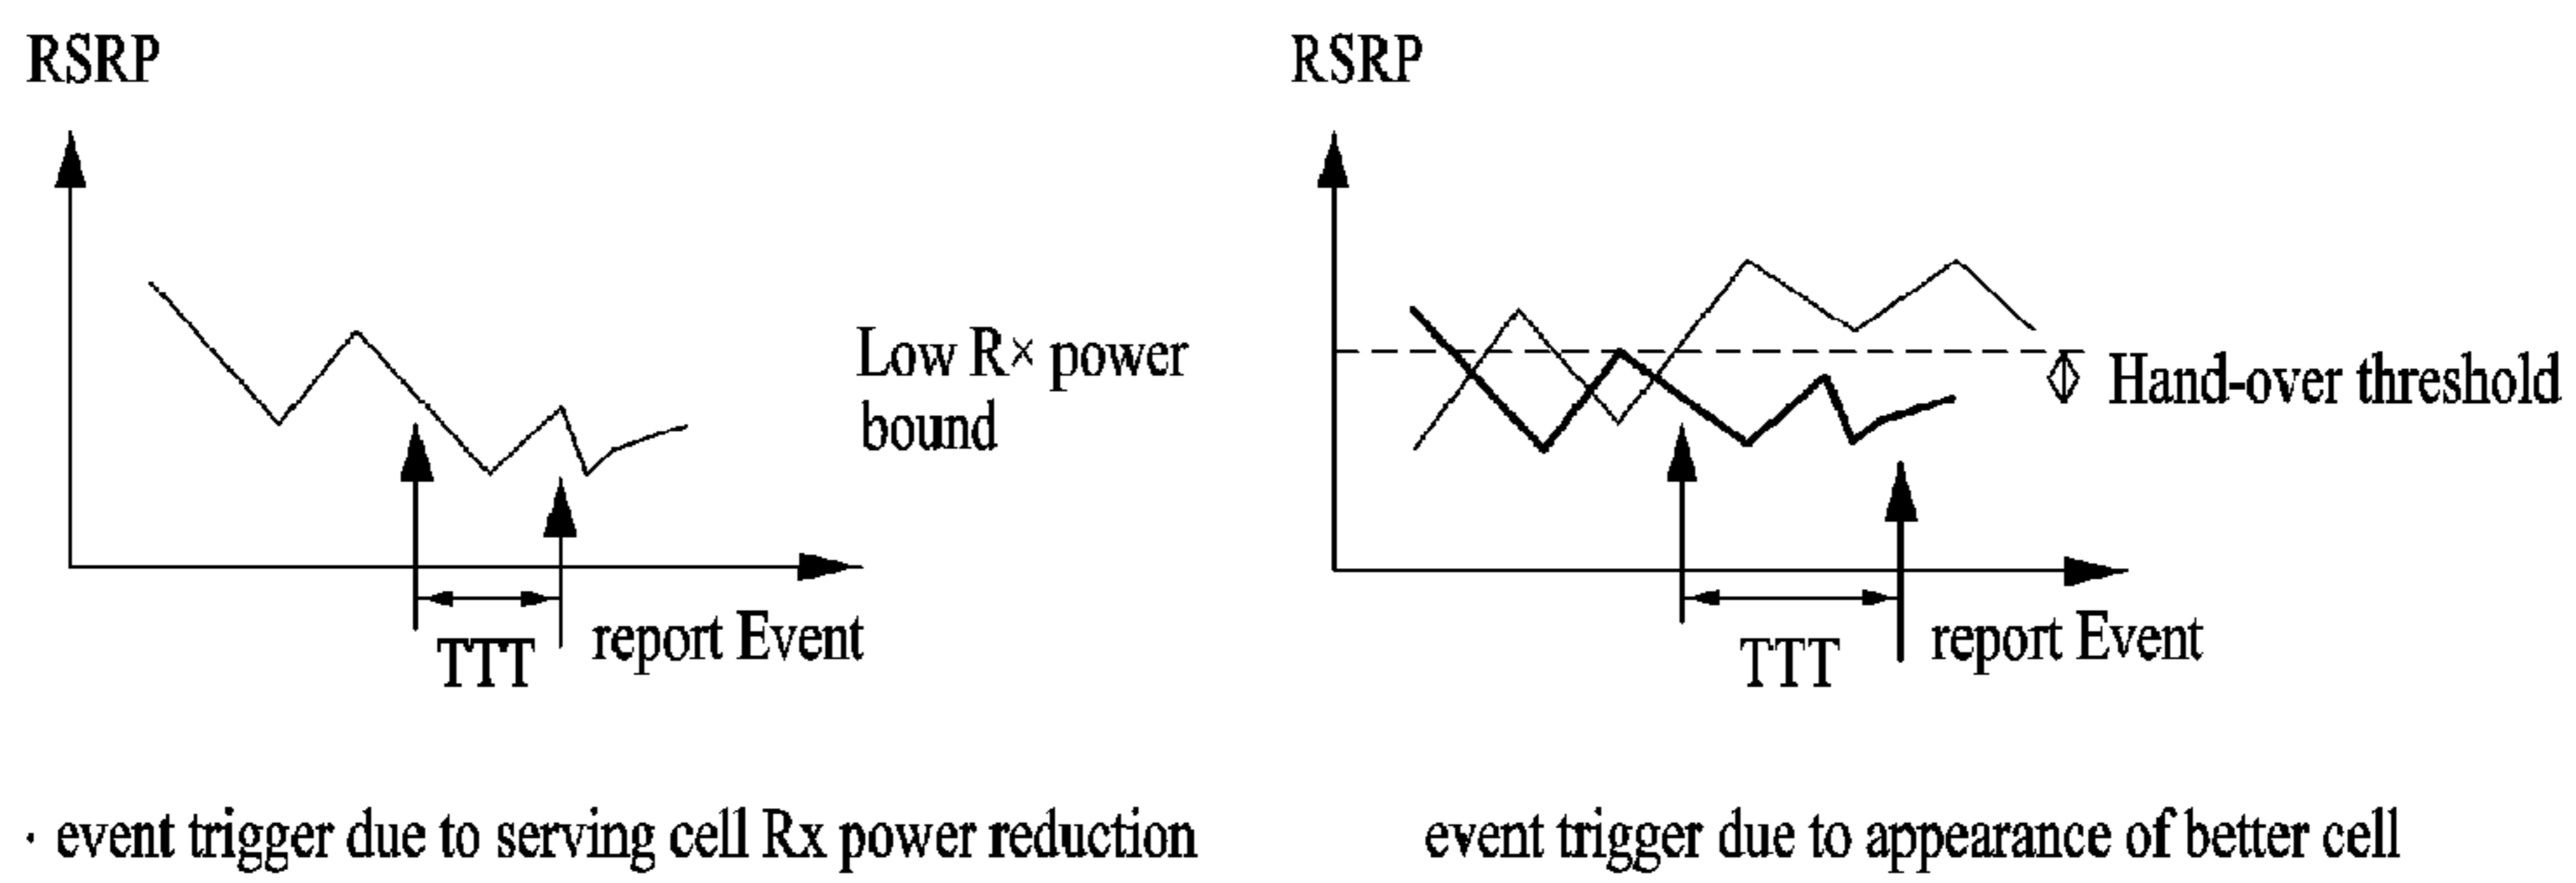 RSRP
Low R× power
bound
TTT
report Event
· event trigger due to serving cell Rx power reduction
RSRP
Hand-over threshold
TTT
report Event
event trigger due to appearance of better cell